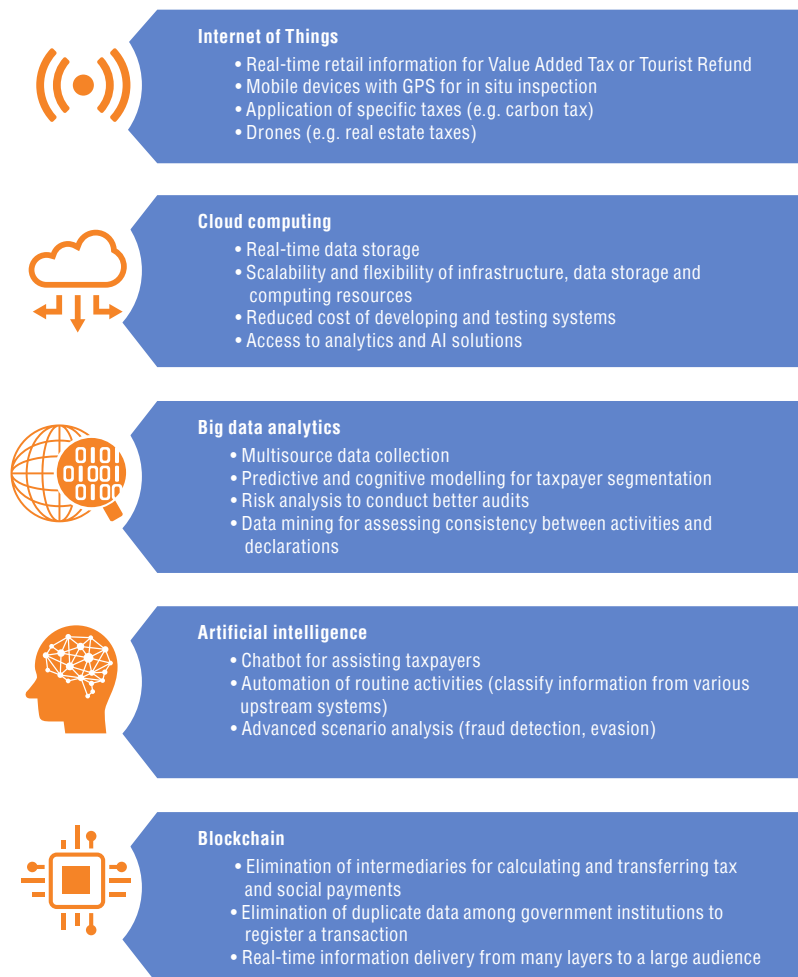 Internet of Things
• Real-time retail information for Value Added Tax or Tourist Refund
• Mobile devices with GPS for in situ inspection
• Application of specific taxes (e.g. carbon tax)
• Drones (e.g. real estate taxes)
Cloud computing
• Real-time data storage
• Scalability and flexibility of infrastructure, data storage and
computing resources
• Reduced cost of developing and testing systems
• Access to analytics and AI solutions
Big data analytics
0101
01001
0100
• Multisource data collection
• Predictive and cognitive modelling for taxpayer segmentation
• Risk analysis to conduct better audits
• Data mining for assessing consistency between activities and
declarations
Artificial intelligence
• Chatbot for assisting taxpayers
• Automation of routine activities (classify information from various
upstream systems)
• Advanced scenario analysis (fraud detection, evasion)
Blockchain
• Elimination of intermediaries for calculating and transferring tax
and social payments
• Elimination of duplicate data among government institutions to
register a transaction
• Real-time information delivery from many layers to a large audience